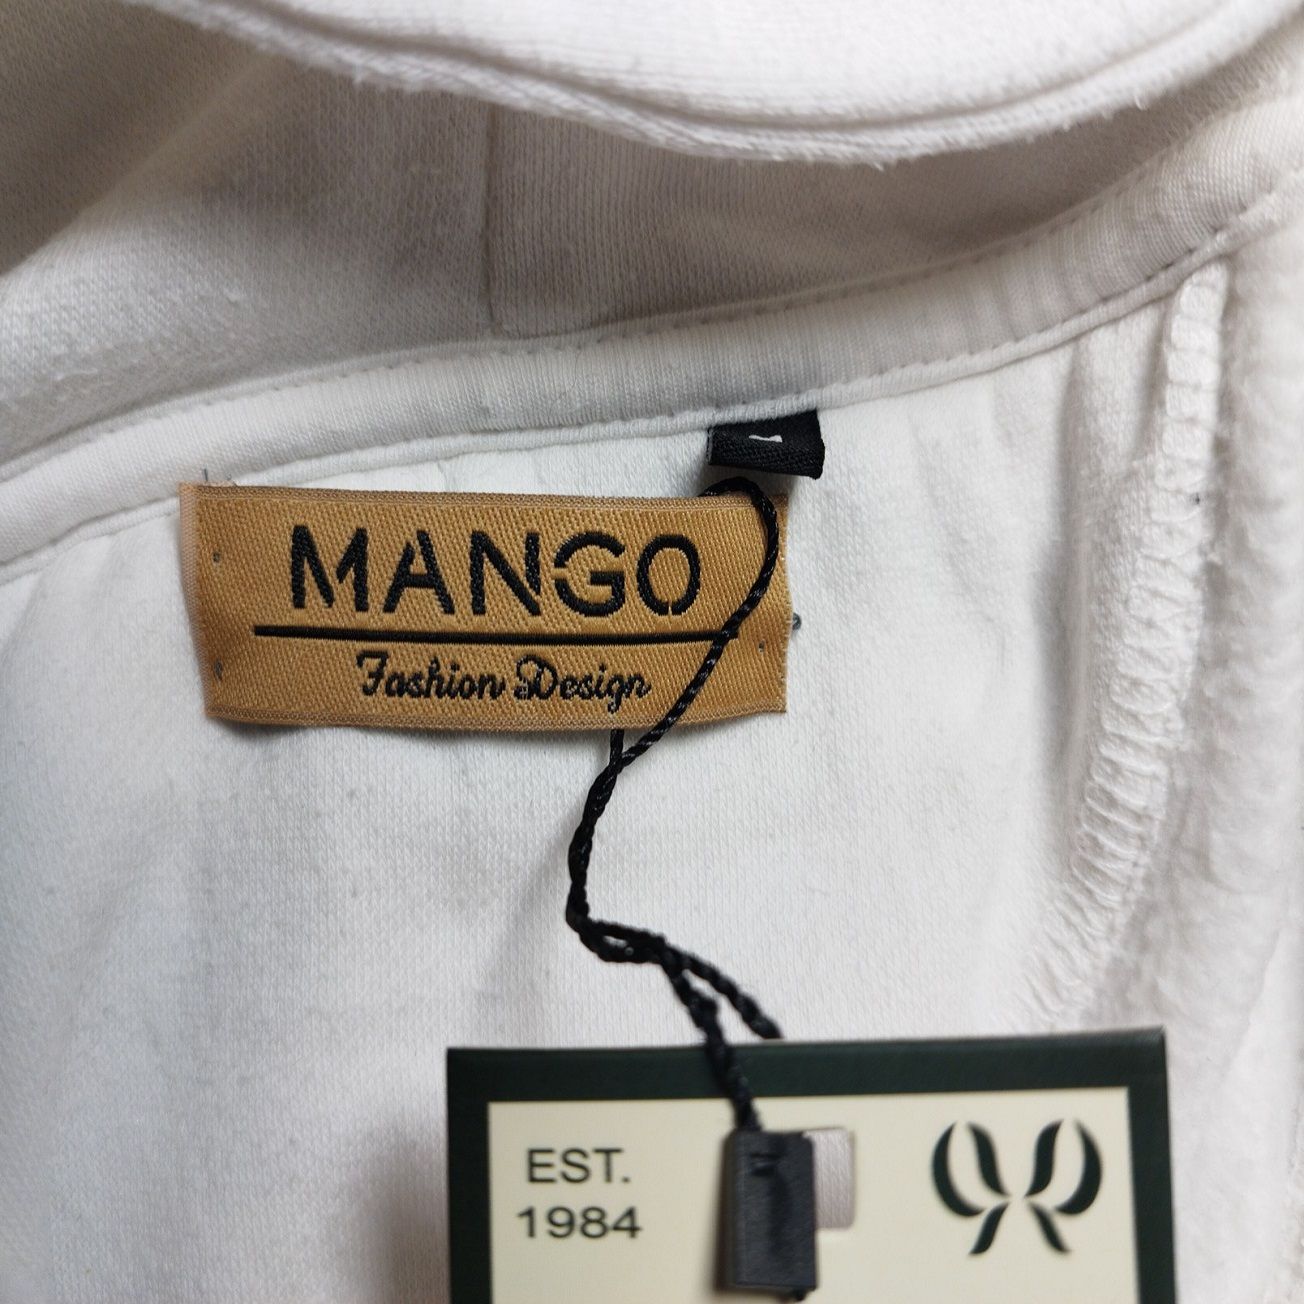 MANGO
Fashion Design
EST.
1984